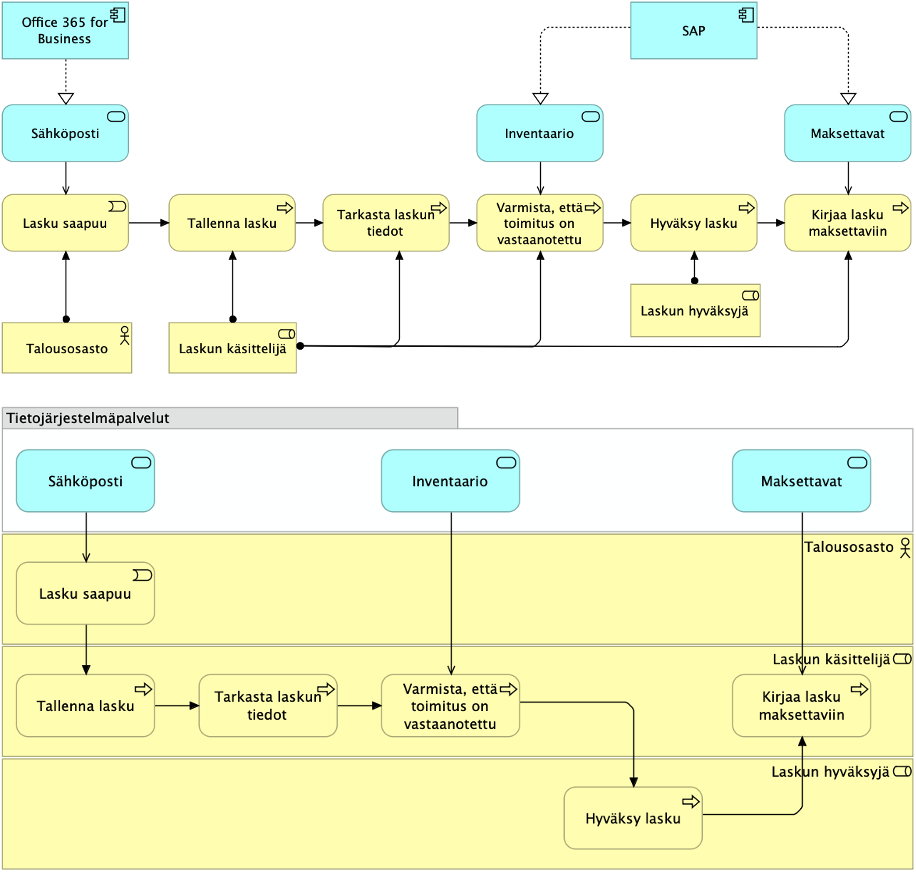 Office 365 for
Business
SAP
Sähköposti
Inventaario
Maksettavat
Lasku saapuu
Tallenna lasku
Tarkasta laskun
tiedot
Varmista, että
toimitus on
vastaanotettu
Hyväksy lasku
Kirjaa lasku
maksettaviin
Talousosasto
Laskun käsittelijä
Laskun hyväksyjä
Tietojärjestelmäpalvelut
Sähköposti
Inventaario
Maksettavat
Talousosasto
Lasku saapuu
Laskun käsittelijä
Tallenna lasku
Tarkasta laskun
tiedot
Varmista, että
toimitus on
vastaanotettu
Kirjaa lasku
maksettaviin
Laskun hyväksyjä
Hyväksy lasku